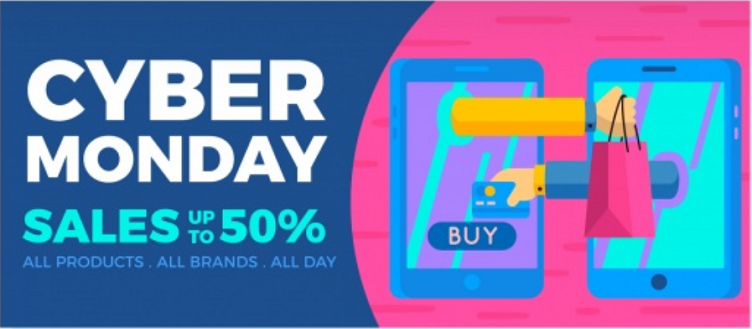 CYBER
MONDAY
SALES UP TO 50%
ALL PRODUCTS . ALL BRANDS . ALL DAY
BUY